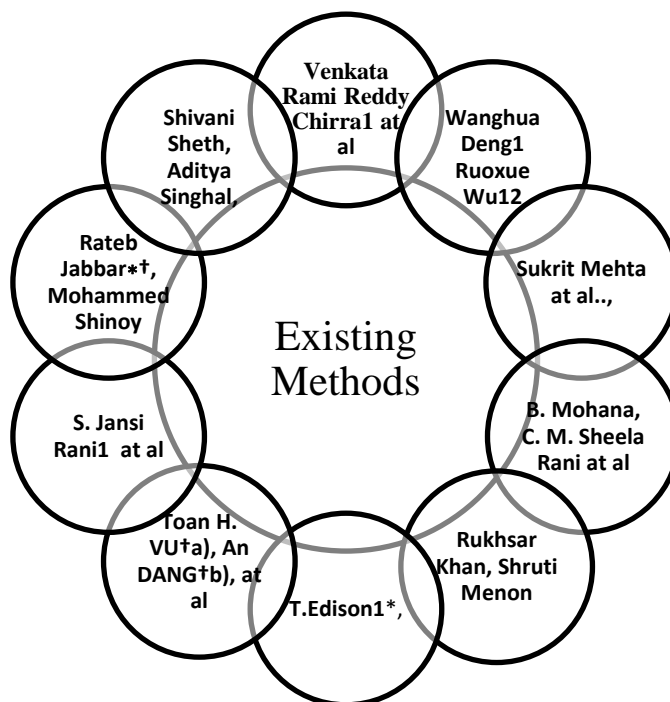 Venkata
Rami Reddy
Chirra1 at
al
Wanghua
Deng1
Ruoxue
Wu12
Sukrit Mehta
at al..,
B. Mohana,
C. M. Sheela
Rani at al
Rukhsar
Khan, Shruti
Menon
T.Edison1*,
Toan H.
VU†a), An
DANG†b), at
al
S. Jansi
Rani1 at al
Rateb
Jabbar*†,
Mohammed
Shinoy
Shivani
Sheth,
Aditya
Singhal,
Existing
Methods